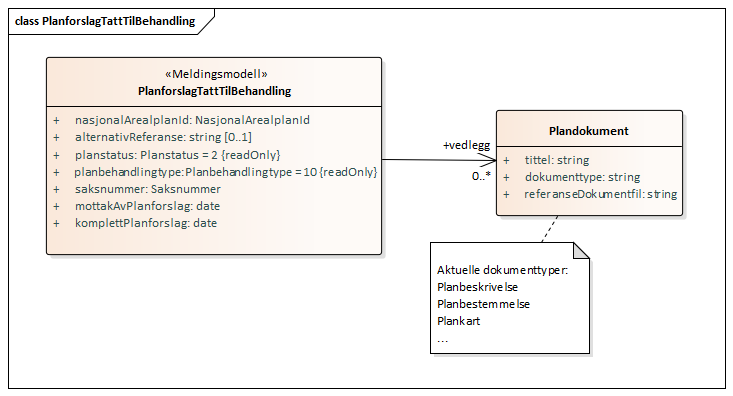 class PlanforslagTattTilBehandling
«Meldingsmodell»
PlanforslagTattTilBehandling
+ nasjonalArealplanId: NasjonalArealplanId
+ alternativReferanse: string [0..1]
+ planstatus: Planstatus = 2 {readOnly}
+ planbehandlingtype:Planbehandlingtype = 10 {readOnly}
+ saksnummer: Saksnummer
+ mottakAvPlanforslag: date
+ komplettPlanforslag: date
+vedlegg
0..*
Plandokument
+ tittel: string
+ dokumenttype: string
+ referanseDokumentfil: string
Aktuelle dokumenttyper:
Planbeskrivelse
Planbestemmelse
Plankart
...